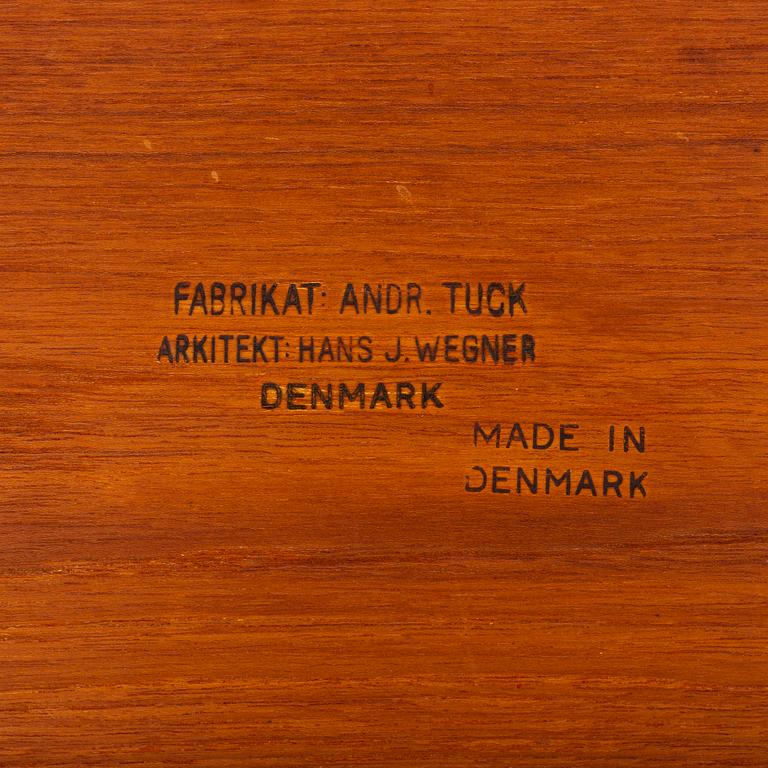 FABRIKAT: ANDR. TUCK
ARKITEKT: HANS J. WEGNER
DENMARK
MADE IN
DENMARK